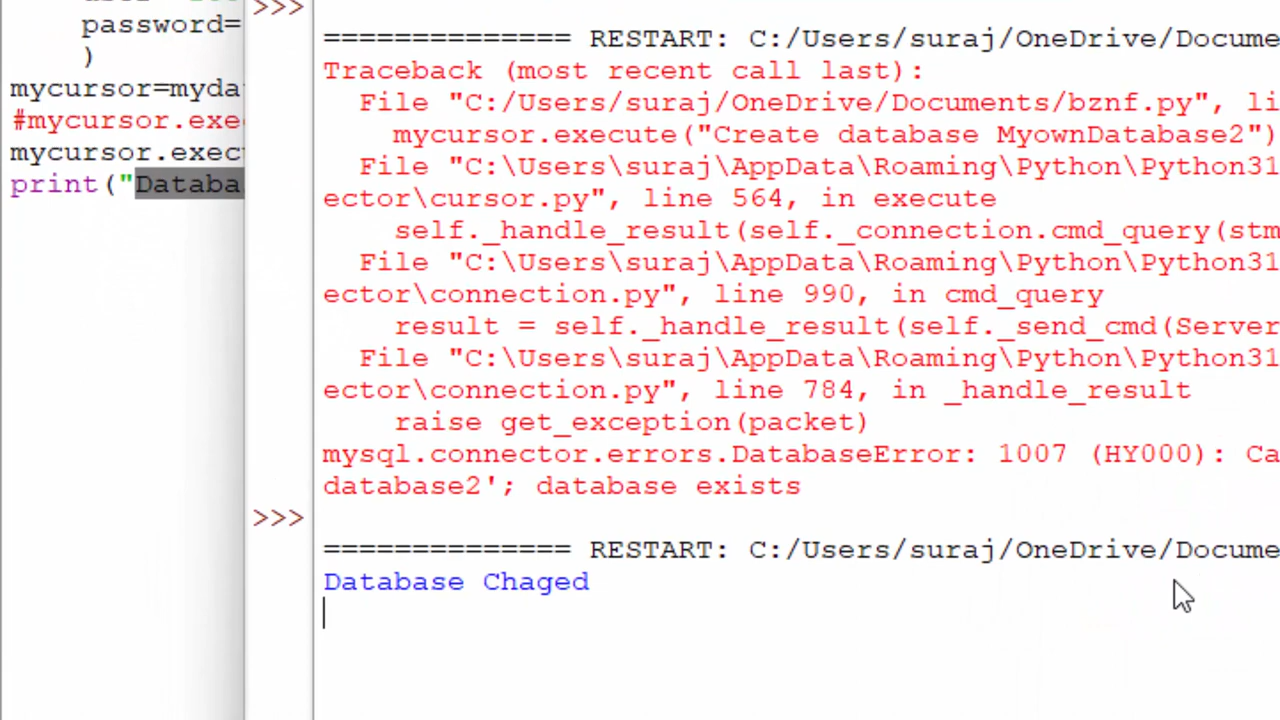 password=
)
mycursor=myda
#mycursor.exe
mycursor.exec
print("Databa
>>>
============== RESTART: C:/Users/suraj/OneDrive/Docume
Traceback (most recent call last):
File "C:/Users/suraj/OneDrive/Documents/bznf.py", li
mycursor.execute("Create database MyownDatabase2")
File "C:\Users\suraj\AppData\Roaming\Python\Python31
ector\cursor.py", line 564, in execute
self._handle_result(self._connection.cmd_query(stm
File "C:\Users\suraj\AppData\Roaming\Python\Python31
ector\connection.py", line 990, in cmd_query
result = self._handle_result(self._send_cmd(Server
File "C:\Users\suraj\AppData\Roaming\Python\Python31
ector\connection.py", line 784, in _handle_result
raise get_exception(packet)
mysql.connector.errors.DatabaseError: 1007 (HY000): Ca
database2'; database exists
>>>
============== RESTART: C:/Users/suraj/OneDrive/Docume
Database Chaged